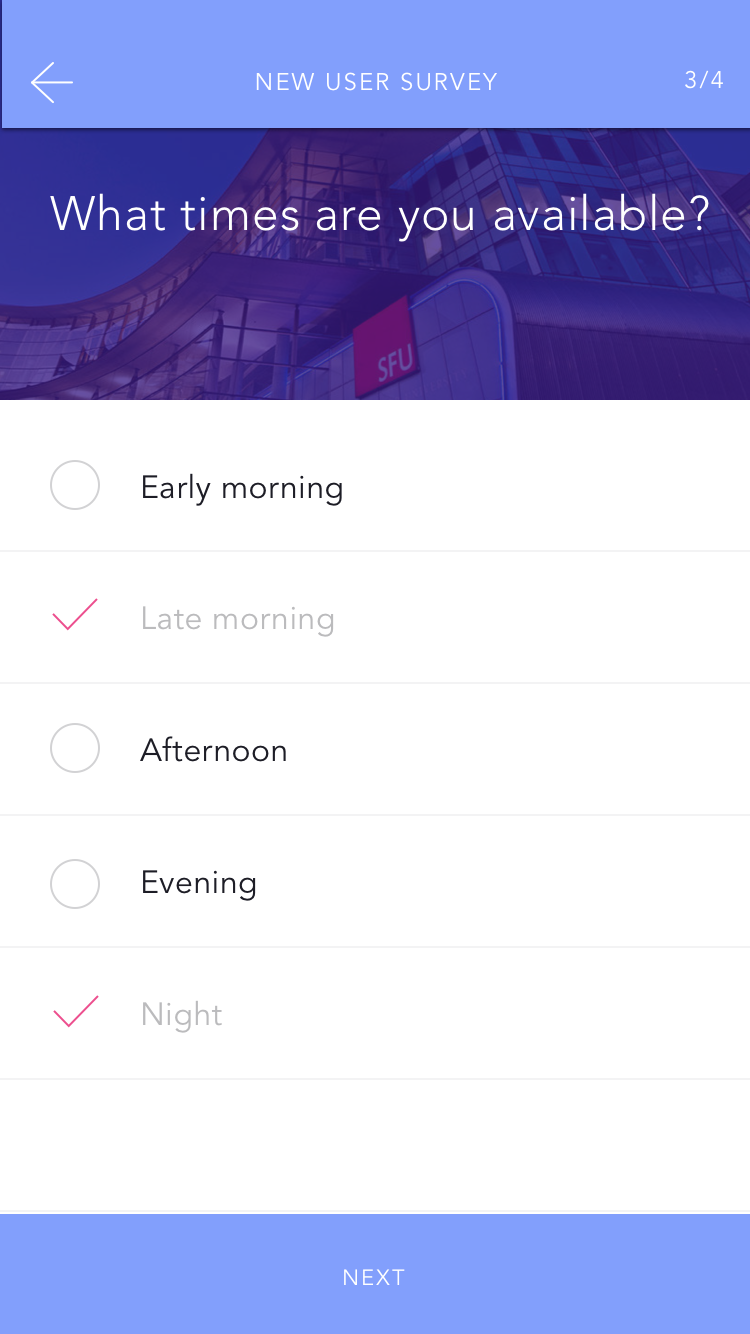 NEW USER SURVEY
3/4
What times are you available?
SFU
Early morning
Late morning
Afternoon
Evening
Night
NEXT